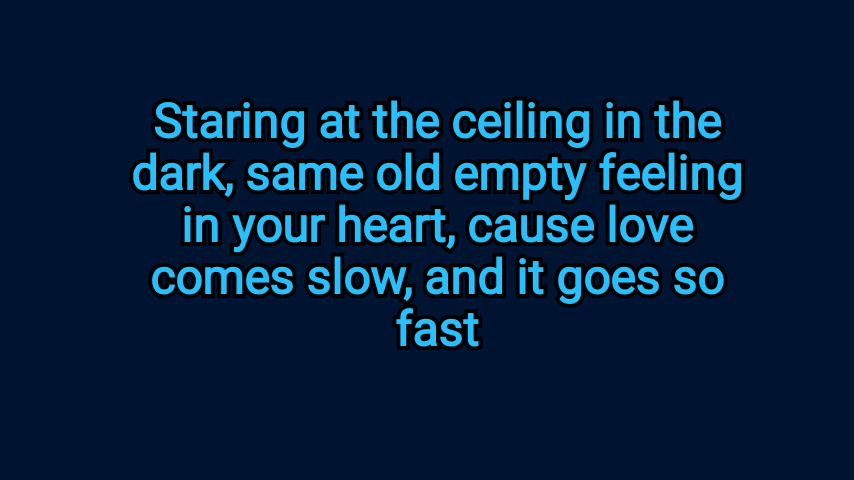 Staring at the ceiling in the
dark, same old empty feeling
in your heart, cause love
comes slow, and it goes so
fast